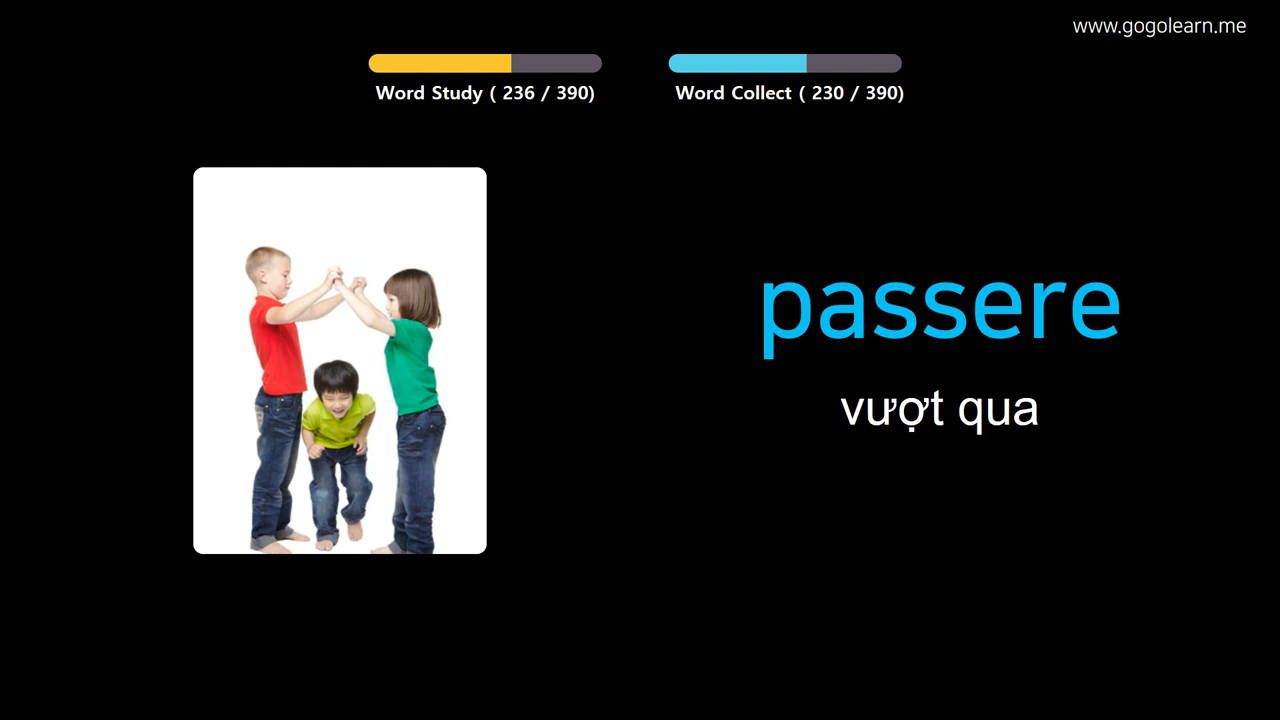 www.gogolearn.me
Word Study ( 236 / 390)
Word Collect ( 230 / 390)
passere
vượt qua